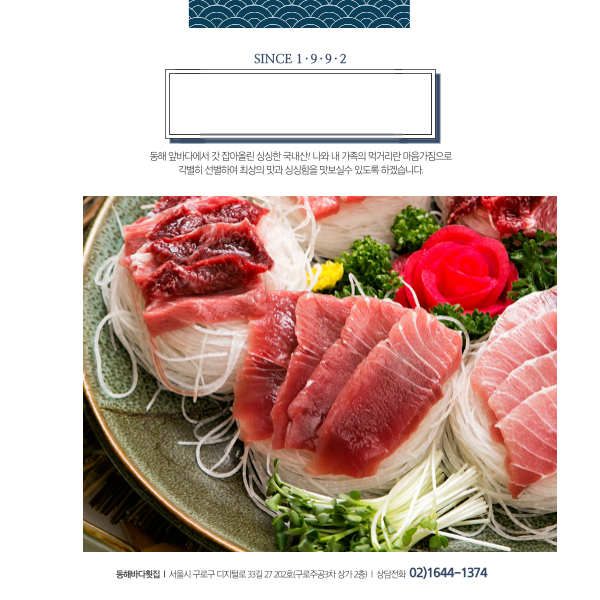 SINCE 1·9·9·2
동해 앞바다에서 갓 잡아올린 싱싱한 국내산! 나와 내 가족의 먹거리란 마음가짐으로
각별히 선별하여 최상의 맛과 싱싱함을 맛보실수 있도록 하겠습니다.
동해바다횟집 | 서울시 구로구 디지털로 33길 27 202호(구로주공3차 상가 2층) | 상담전화 02)1644-1374